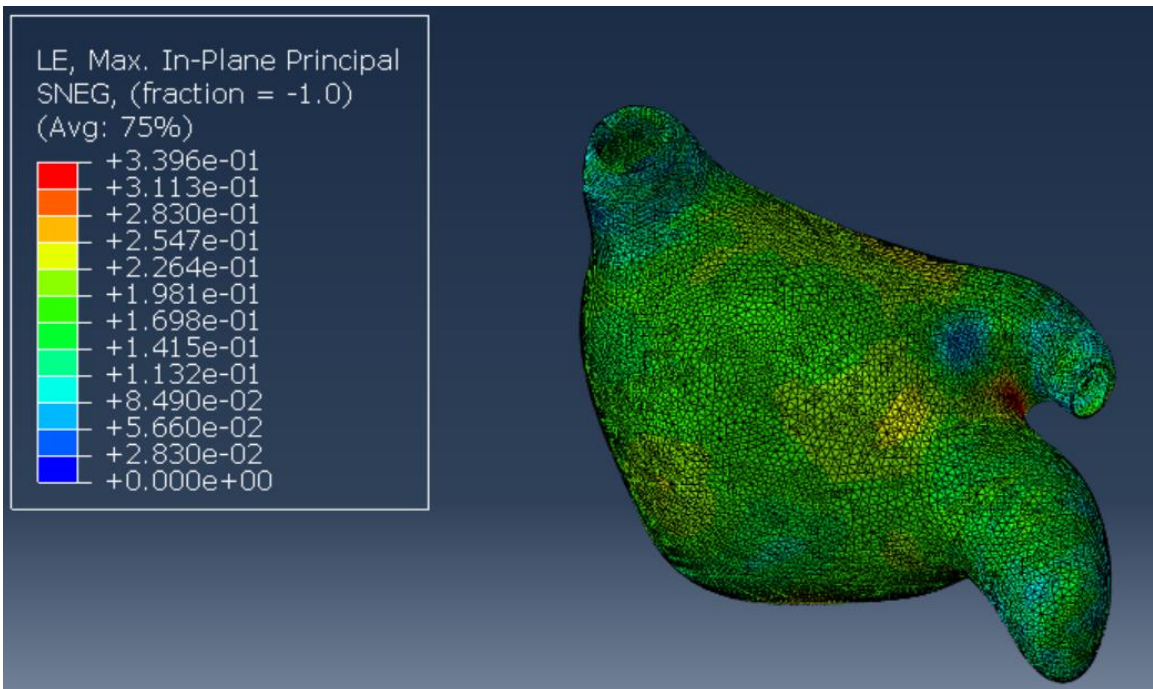 LE, Max. In-Plane Principal
SNEG, (fraction = -1.0)
(Avg: 75%)
+3.396e-01
+3.113e-01
+2.830e-01
+2.547e-01
+2.264e-01
+1.981e-01
+1.698e-01
+1.415e-01
+1.132e-01
+8.490e-02
+5.660e-02
+2.830e-02
+0.000e+00